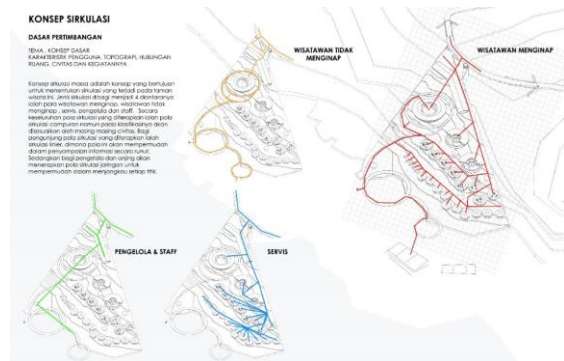 KONSEP SIRKULASI
DASAR PERTIMBANGAN
TEMA , KONSEP DASAR
KARAKTERISTIK PENGGUNA, TOPOGRAFI, HUBUNGAN
RUANG, CIVITAS DAN KEGIATANNYA
Konsep sirkulasi massa adalah konsep yang bertujuan
untuk menentukan sirkulasi yang terjadi pada taman
wisata ini. Jenis sirkulasi dibagi menjadi 4 diantaranya
ialah pola wisatawan menginap, wisatawan tidak
menginap , servis, pengelola dan staff. Secara
keseluruhan pola sirkulasi yang diterapkan ialah pola
sirkulasi campuran namun pada klasifikasinya akan
disesuaikan oleh masing masing civitas. Bagi
pengunjung pola sirkulasi yang diterapkan ialah
sirkulasi linier, dimana pola ini akan mempermudah
dalam penyampaian informasi secara runut.
Sedangkan bagi pengelola dan servis akan
menerapkan pola sirkulasi jaringan untuk
mempermudah dalam menjangkau setiap titik.
WISATAWAN TIDAK
MENGINAP
WISATAWAN MENGINAP
PENGELOLA & STAFF
SERVIS